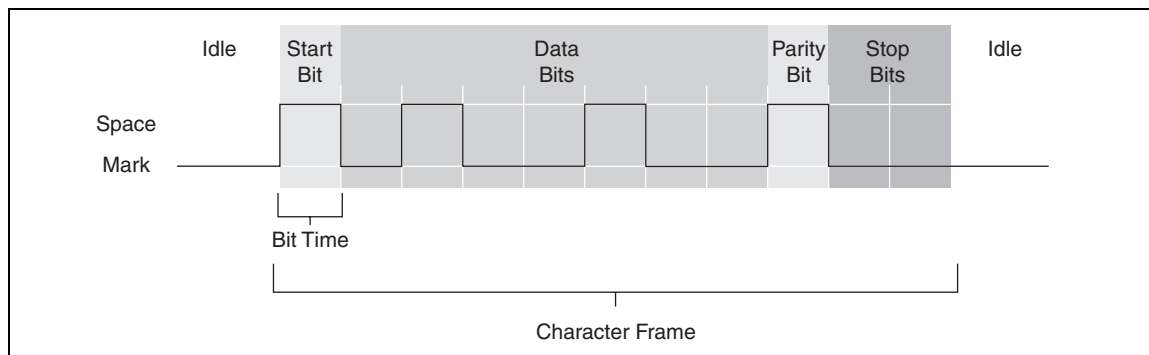 Idle
Start
Bit
Data
Bits
Parity
Bit
Stop
Bits
Idle
Space
Mark
Bit Time
Character Frame